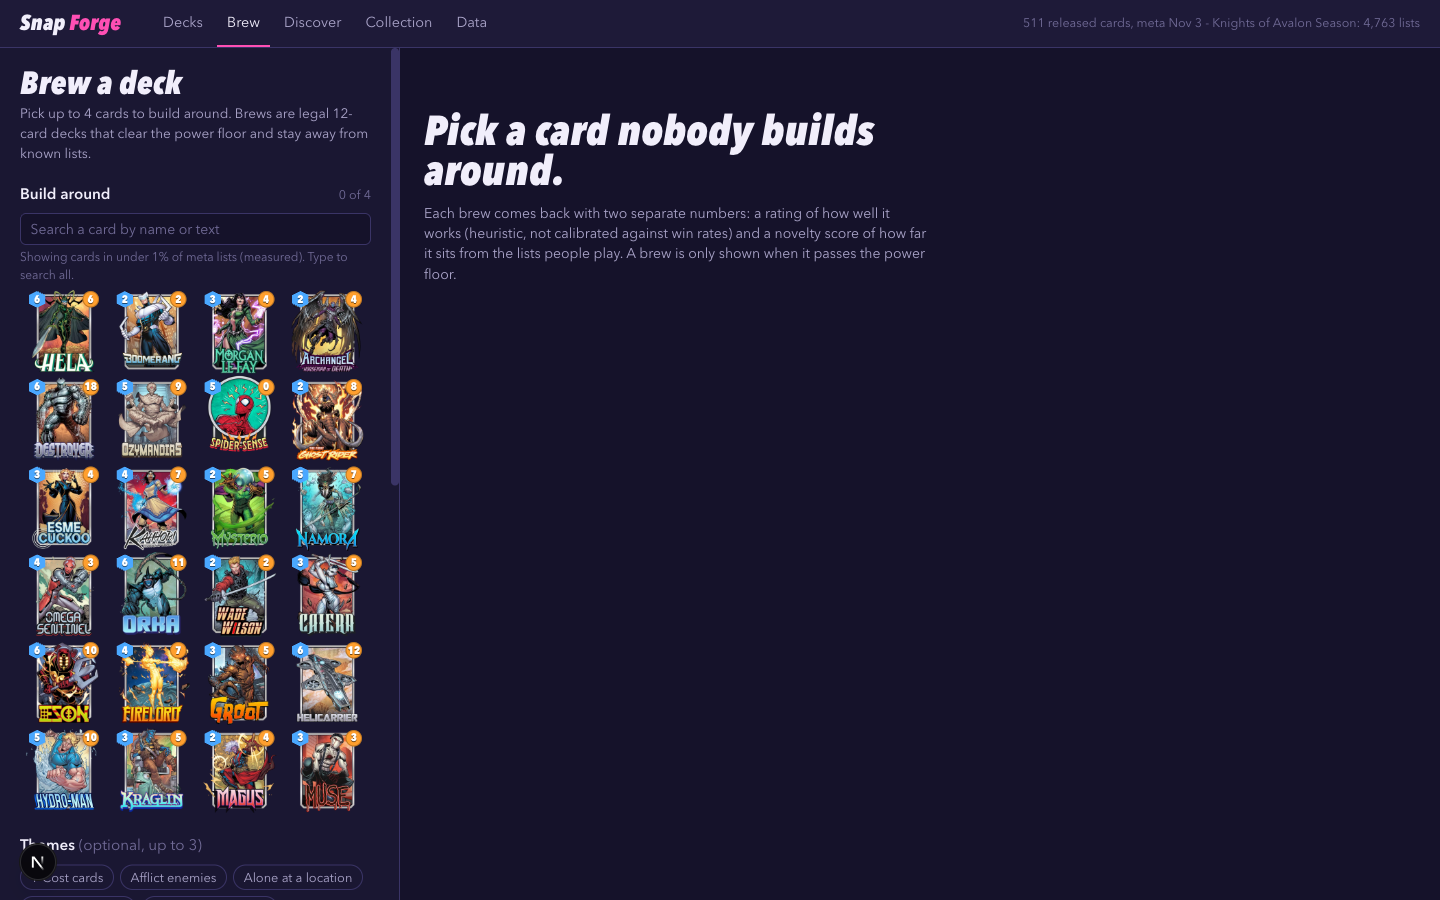 Snap Forge
Decks
Brew
Discover
Collection
Data
511 released cards, meta Nov 3 - Knights of Avalon Season: 4,763 lists
Brew a deck
Pick up to 4 cards to build around. Brews are legal 12-
card decks that clear the power floor and stay away from
known lists.
Build around
0 of 4
Search a card by name or text
Showing cards in under 1% of meta lists (measured). Type to
search all.
6 6 2 2 3 4 2 4
HELA
BOOMERANG
MORGAN
LE FAY
ARCHANGEL
HORSEMAN OF DEATH
6 18 5 9 5 0 2 8
DESTROYER
OZYMANDIAS
SPIDER-SENSE
GHOST RIDER
3 4 4 7 2 5 5 7
ESME
CUCKOO
KAHHORI
MYSTERIO
NAMORA
4 3 6 11 2 2 3 5
OMEGA
SENTINEL
ORKA
WADE
WILSON
CAIERA
6 10 4 7 3 5 6 12
ESON
FIRELORD
GROOT
HELICARRIER
5 10 3 5 2 4 3 3
HYDRO-MAN
KRAGLIN
MAGUS
MUSE
Themes (optional, up to 3)
N
Cost cards
Afflict enemies
Alone at a location
Pick a card nobody builds
around.
Each brew comes back with two separate numbers: a rating of how well it
works (heuristic, not calibrated against win rates) and a novelty score of how far
it sits from the lists people play. A brew is only shown when it passes the power
floor.